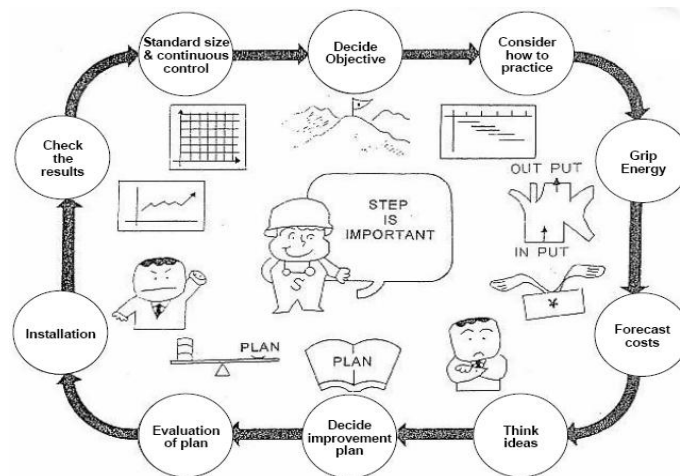 Standard size
& continuous
control
Decide
Objective
Consider
how to
practice
Check
the
results
Grip
Energy
OUT PUT
STEP
IS
IMPORTANT
IN PUT
S
¥
Installation
Forecast
costs
PLAN
PLAN
Evaluation
of plan
Decide
improvement
plan
Think
ideas